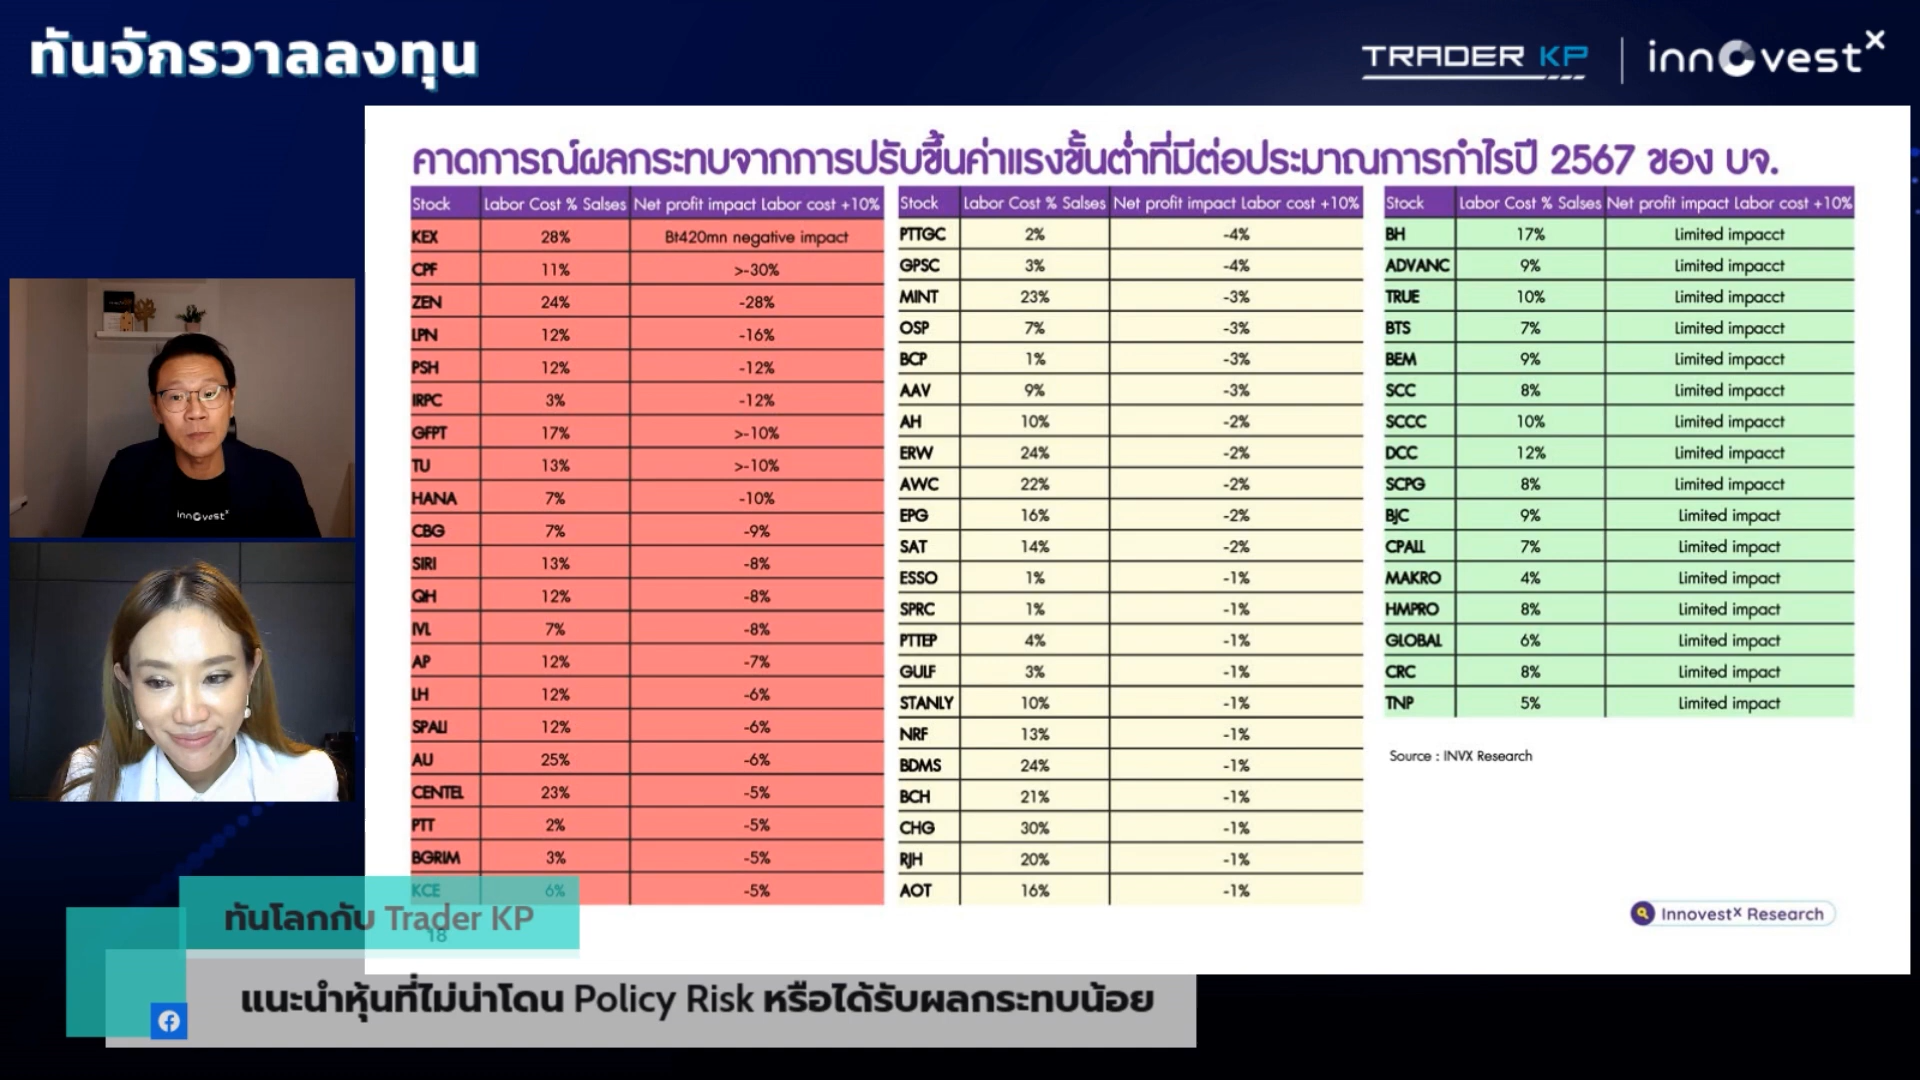 ทันจักรวาลลงทุน
TRADER KP
innovestx
คาดการณ์ผลกระทบจากการปรับขึ้นค่าแรงขั้นต่ำที่มีต่อประมาณการกำไรปี 2567 ของ บจ.
Stock Labor Cost % Salses Net profit impact Labor cost +10%
KEX 28% Bt420mn negative impact
CPF 11% >-30%
ZEN 24% -28%
LPN 12% -16%
PSH 12% -12%
IRPC 3% -12%
GFPT 17% >-10%
TU 13% >-10%
HANA 7% -10%
CBG 7% -9%
SIRI 13% -8%
QH 12% -8%
IVL 7% -8%
AP 12% -7%
LH 12% -6%
SPALI 12% -6%
AU 25% -6%
CENTEL 23% -5%
PTT 2% -5%
BGRIM 3% -5%
KCE 6% -5%
Stock Labor Cost % Salses Net profit impact Labor cost +10%
PTTGC 2% -4%
GPSC 3% -4%
MINT 23% -3%
OSP 7% -3%
BCP 1% -3%
AAV 9% -3%
AH 10% -2%
ERW 24% -2%
AWC 22% -2%
EPG 16% -2%
SAT 14% -2%
ESSO 1% -1%
SPRC 1% -1%
PTTEP 4% -1%
GULF 3% -1%
STANLY 10% -1%
NRF 13% -1%
BDMS 24% -1%
BCH 21% -1%
CHG 30% -1%
RJH 20% -1%
AOT 16% -1%
Stock Labor Cost % Salses Net profit impact Labor cost +10%
BH 17% Limited impacct
ADVANC 9% Limited impacct
TRUE 10% Limited impacct
BTS 7% Limited impacct
BEM 9% Limited impacct
SCC 8% Limited impacct
SCCC 10% Limited impacct
DCC 12% Limited impacct
SCPG 8% Limited impacct
BJC 9% Limited impact
CPALL 7% Limited impact
MAKRO 4% Limited impact
HMPRO 8% Limited impact
GLOBAL 6% Limited impact
CRC 8% Limited impact
TNP 5% Limited impact
Source : INVX Research
Innovestx Research
innovestx
18
ทันโลกกับ Trader KP
แนะนำหุ้นที่ไม่น่าโดน Policy Risk หรือได้รับผลกระทบน้อย